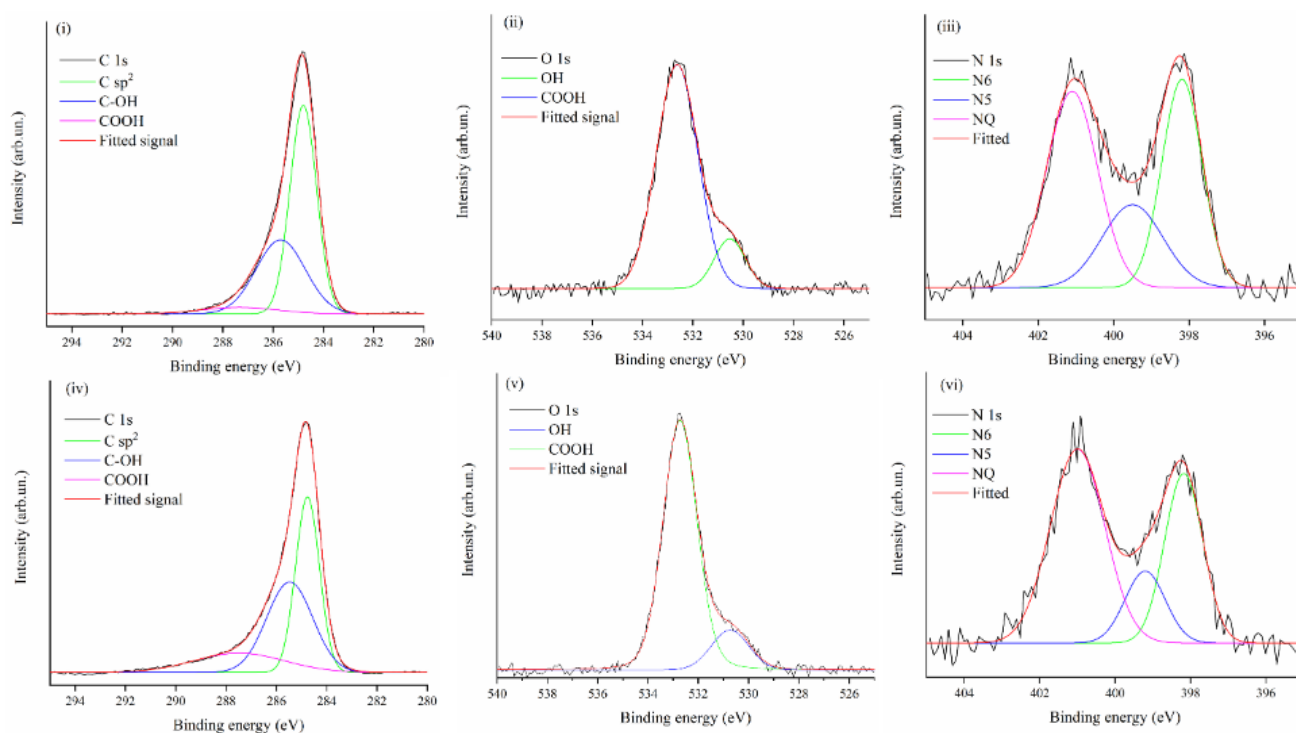 (i)
C 1s
C sp²
C-OH
COOH
Fitted signal
Intensity (arb.un.)
294 292 290 288 286 284 282 280
Binding energy (eV)
(ii)
O 1s
OH
COOH
Fitted signal
Intensity (arb.un.)
540 538 536 534 532 530 528 526
Binding energy (eV)
(iii)
N 1s
N6
N5
NQ
Fitted
Intensity (arb.un.)
404 402 400 398 396
Binding energy (eV)
(iv)
C 1s
C sp²
C-OH
COOH
Fitted signal
Intensity (arb.un.)
294 292 290 288 286 284 282 280
Binding energy (eV)
(v)
O 1s
OH
COOH
Fitted signal
Intensity (arb.un.)
540 538 536 534 532 530 528 526
Binding energy (eV)
(vi)
N 1s
N6
N5
NQ
Fitted
Intensity (arb.un.)
404 402 400 398 396
Binding energy (eV)